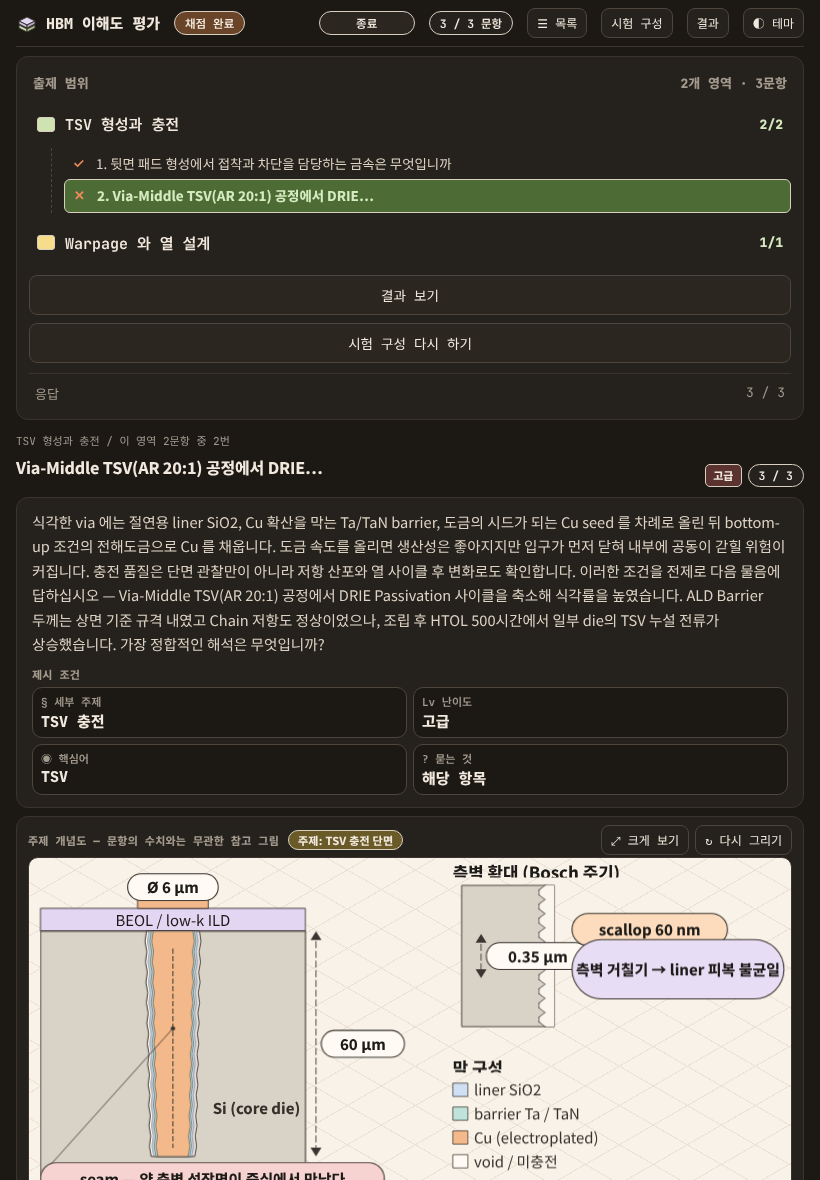 HBM 이해도 평가
채점 완료
종료
3 / 3 문항
☰ 목록
시험 구성
결과
◐ 테마
출제 범위
2개 영역 · 3문항
TSV 형성과 충전
2/2
✓ 1. 뒷면 패드 형성에서 접착과 차단을 담당하는 금속은 무엇입니까
✕ 2. Via-Middle TSV(AR 20:1) 공정에서 DRIE…
Warpage 와 열 설계
1/1
결과 보기
시험 구성 다시 하기
응답
3 / 3
TSV 형성과 충전 / 이 영역 2문항 중 2번
Via-Middle TSV(AR 20:1) 공정에서 DRIE…
고급
3 / 3
식각한 via 에는 절연용 liner SiO2, Cu 확산을 막는 Ta/TaN barrier, 도금의 시드가 되는 Cu seed 를 차례로 올린 뒤 bottom-
up 조건의 전해도금으로 Cu 를 채웁니다. 도금 속도를 올리면 생산성은 좋아지지만 입구가 먼저 닫혀 내부에 공동이 갇힐 위험이
커집니다. 충전 품질은 단면 관찰만이 아니라 저항 산포와 열 사이클 후 변화로도 확인합니다. 이러한 조건을 전제로 다음 물음에
답하십시오 — Via-Middle TSV(AR 20:1) 공정에서 DRIE Passivation 사이클을 축소해 식각률을 높였습니다. ALD Barrier
두께는 상면 기준 규격 내였고 Chain 저항도 정상이었으나, 조립 후 HTOL 500시간에서 일부 die의 TSV 누설 전류가
상승했습니다. 가장 정합적인 해석은 무엇입니까?
제시 조건
§ 세부 주제
TSV 충전
Lv 난이도
고급
◉ 핵심어
TSV
? 묻는 것
해당 항목
주제 개념도 — 문항의 수치와는 무관한 참고 그림
주제: TSV 충전 단면
⤢ 크게 보기
↻ 다시 그리기
Ø 6 µm
BEOL / low-k ILD
60 µm
Si (core die)
측벽 확대 (Bosch 주기)
scallop 60 nm
0.35 µm
측벽 거칠기 → liner 피복 불균일
막 구성
liner SiO2
barrier Ta / TaN
Cu (electroplated)
void / 미충전
seam — 양 측벽 성장면이 중심에서 만난다